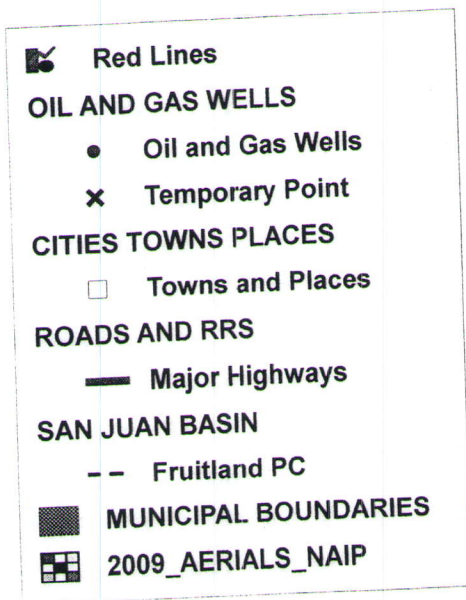 Red Lines
OIL AND GAS WELLS
Oil and Gas Wells
Temporary Point
CITIES TOWNS PLACES
Towns and Places
ROADS AND RRS
Major Highways
SAN JUAN BASIN
Fruitland PC
MUNICIPAL BOUNDARIES
2009_AERIALS_NAIP